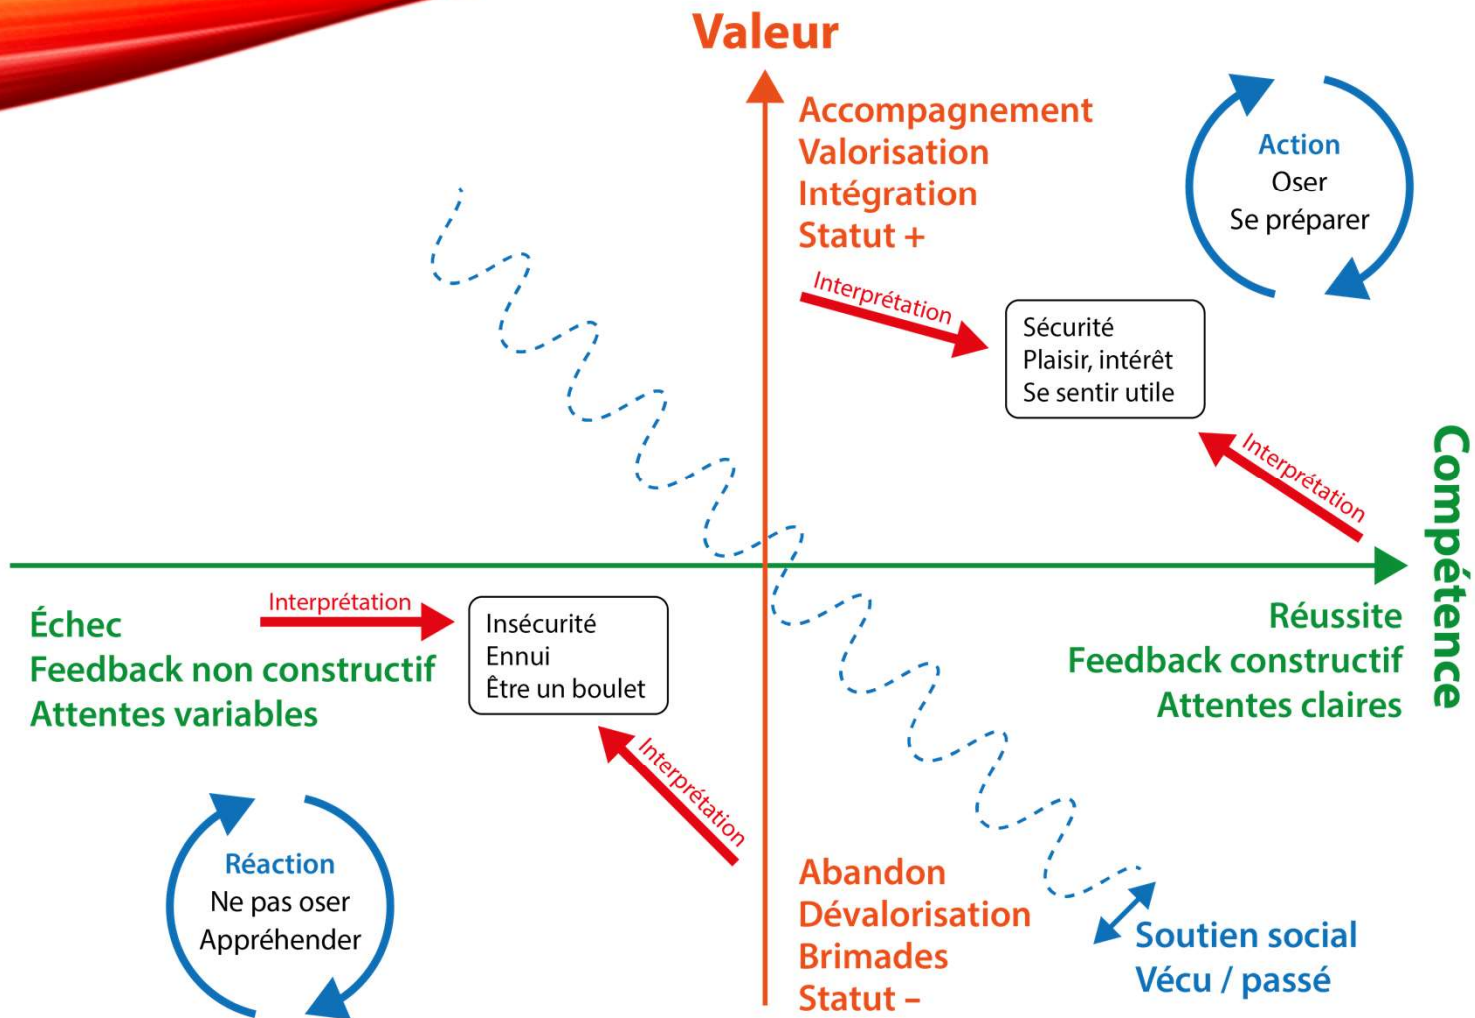 Valeur
Accompagnement
Valorisation
Intégration
Statut +
Action
Oser
Se préparer
Interprétation
Sécurité
Plaisir, intérêt
Se sentir utile
Interprétation
Compétence
Échec
Feedback non constructif
Attentes variables
Interprétation
Insécurité
Ennui
Être un boulet
Réussite
Feedback constructif
Attentes claires
Interprétation
Réaction
Ne pas oser
Appréhender
Abandon
Dévalorisation
Brimades
Statut –
Soutien social
Vécu / passé